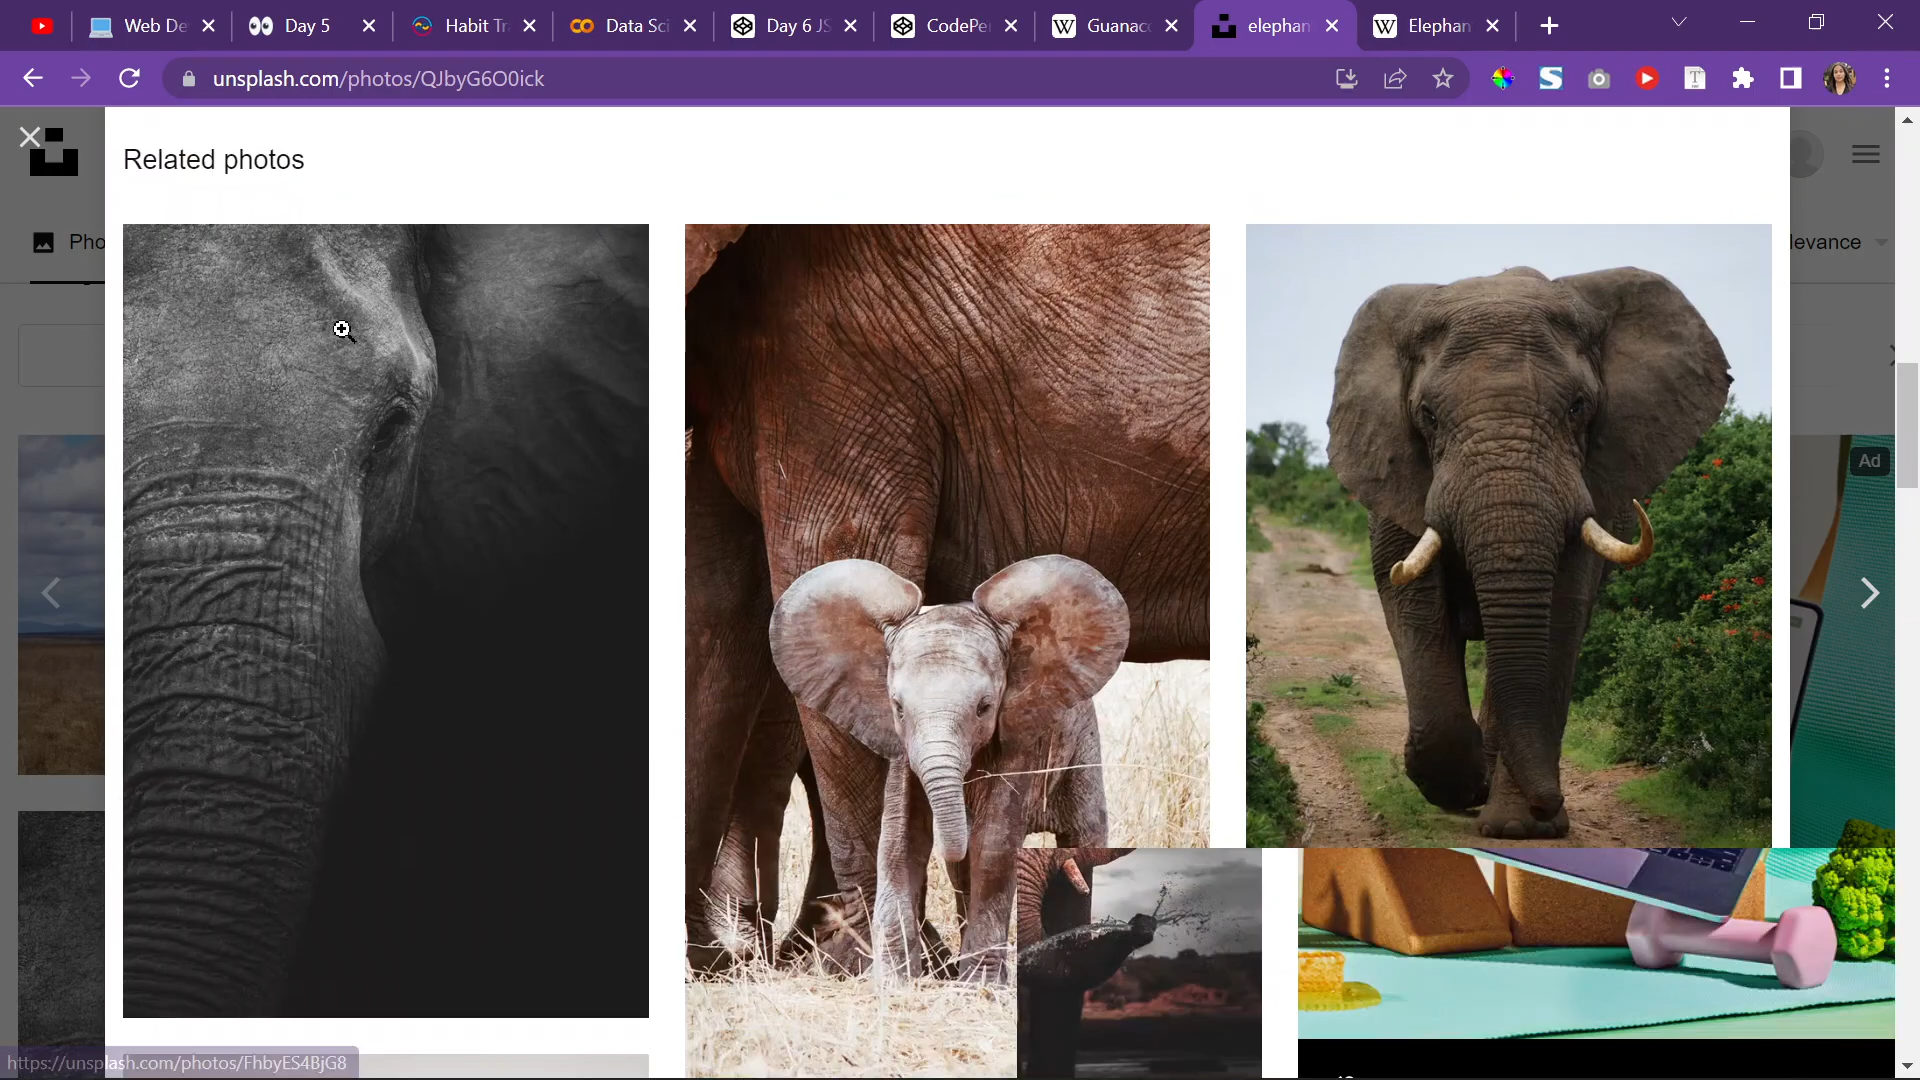 Web De
Day 5
Habit Tr
Data Sci
Day 6 JS
CodePe
Guanaco
elephan
Elephan
unsplash.com/photos/QJbyG6O0ick
Related photos
Pho
levance
Ad
https://unsplash.com/photos/FhbyES4BjG8